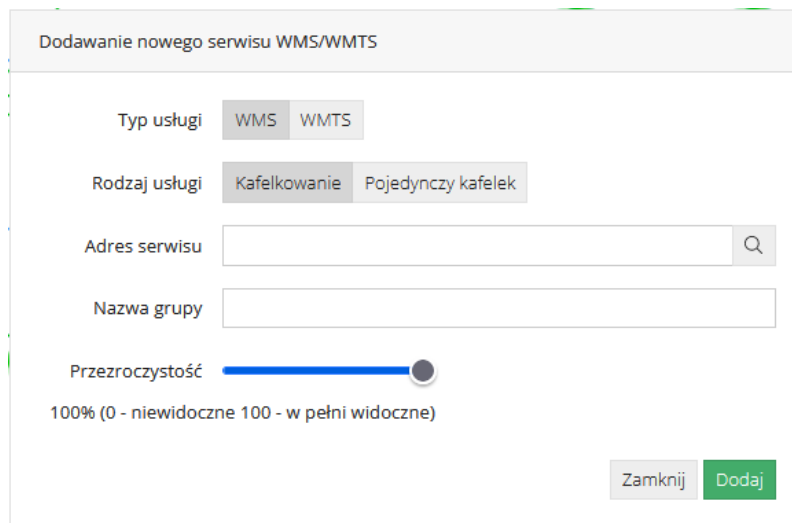 Dodawanie nowego serwisu WMS/WMTS
Typ usługi WMS WMTS
Rodzaj usługi Kafelkowanie Pojedynczy kafelek
Adres serwisu
Nazwa grupy
Przezroczystość
100% (0 - niewidoczne 100 - w pełni widoczne)
Zamknij Dodaj